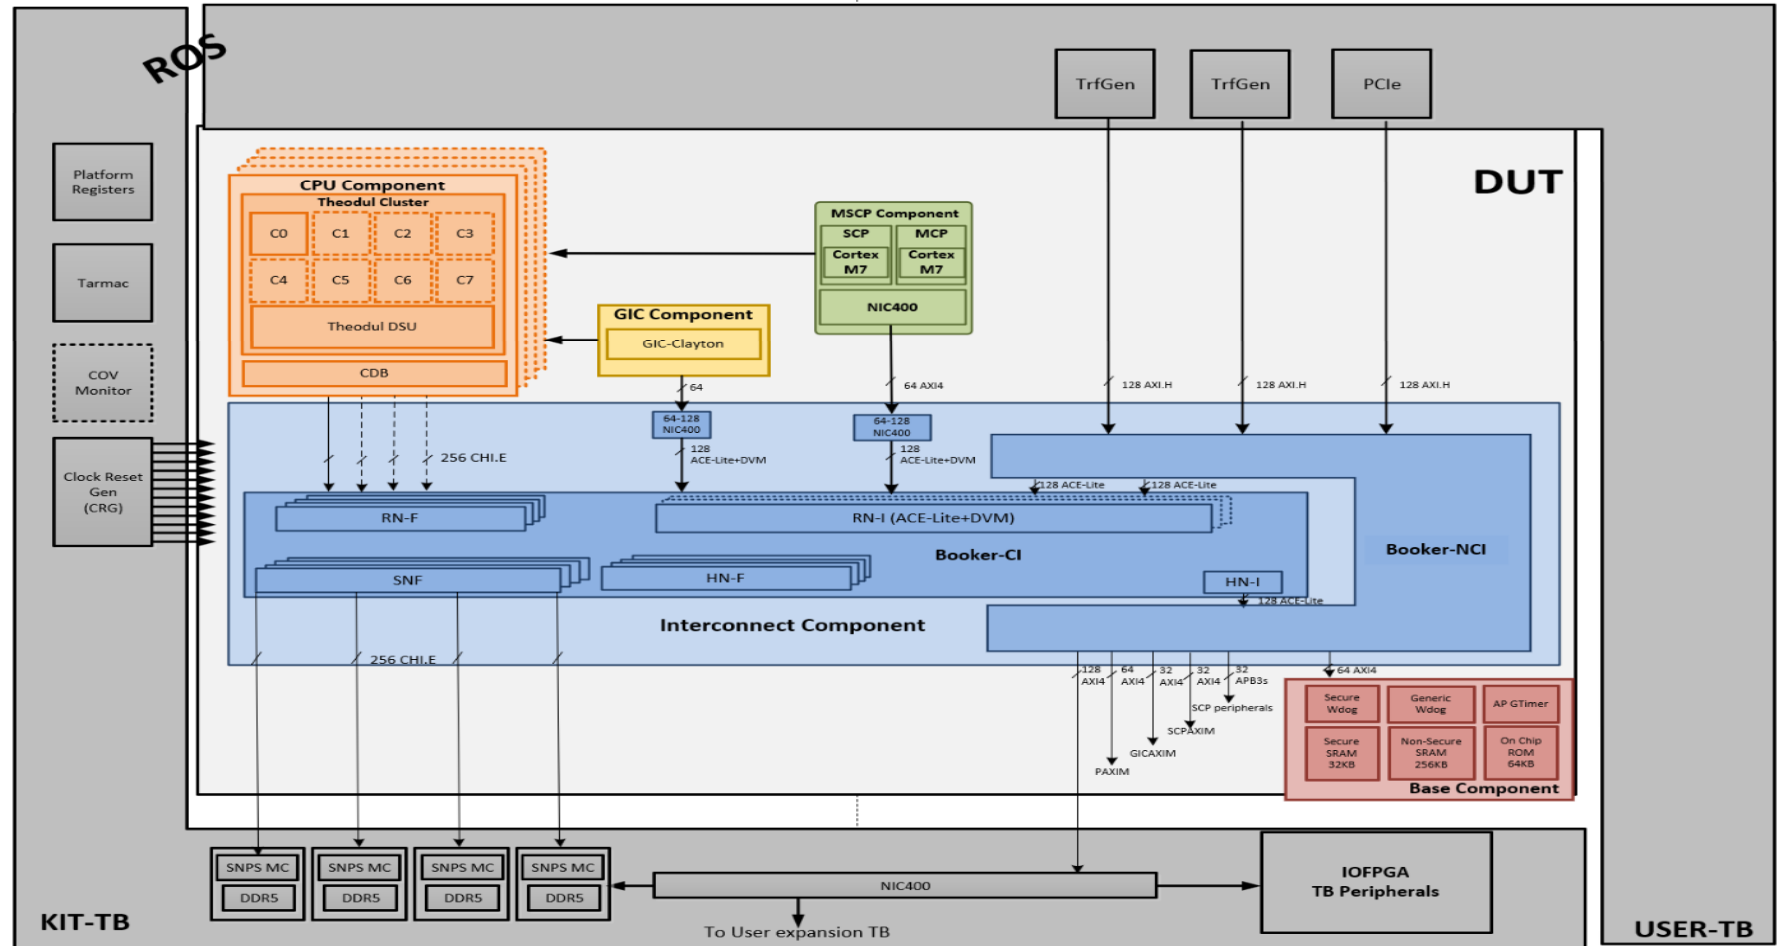 ROS
TrfGen
TrfGen
PCIe
Platform
Registers
Tarmac
COV
Monitor
Clock Reset
Gen
(CRG)
DUT
CPU Component
Theodul Cluster
C0
C1
C2
C3
C4
C5
C6
C7
Theodul DSU
CDB
MSCP Component
SCP
MCP
Cortex
M7
Cortex
M7
NIC400
GIC Component
GIC-Clayton
64
64 AXI4
128 AXI.H
128 AXI.H
128 AXI.H
64-128
NIC400
64-128
NIC400
256 CHI.E
128
ACE-Lite+DVM
128
ACE-Lite+DVM
128 ACE-Lite
128 ACE-Lite
RN-F
RN-I (ACE-Lite+DVM)
Booker-CI
Booker-NCI
SNF
HN-F
HN-I
128 ACE-Lite
Interconnect Component
256 CHI.E
128
AXI4
64
AXI4
32
AXI4
32
AXI4
32
APB3s
64 AXI4
SCP peripherals
SCPAXIM
GICAXIM
PAXIM
Secure
Wdog
Generic
Wdog
AP GTimer
Secure
SRAM
32KB
Non-Secure
SRAM
256KB
On Chip
ROM
64KB
Base Component
SNPS MC
DDR5
SNPS MC
DDR5
SNPS MC
DDR5
SNPS MC
DDR5
NIC400
To User expansion TB
IOFPGA
TB Peripherals
KIT-TB
USER-TB